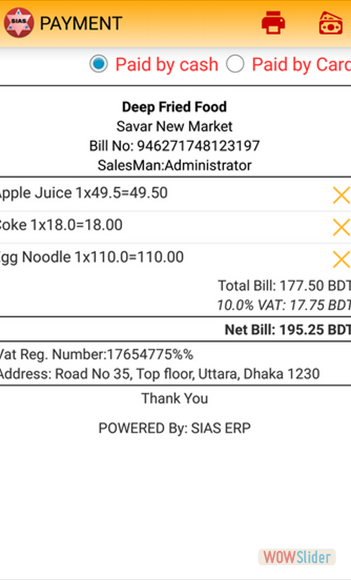 SIAS PAYMENT
Paid by cash Paid by Card
Deep Fried Food
Savar New Market
Bill No: 946271748123197
SalesMan:Administrator
Apple Juice 1x49.5=49.50
Coke 1x18.0=18.00
Egg Noodle 1x110.0=110.00
Total Bill: 177.50 BDT
10.0% VAT: 17.75 BDT
Net Bill: 195.25 BDT
Vat Reg. Number:17654775%%
Address: Road No 35, Top floor, Uttara, Dhaka 1230
Thank You
POWERED By: SIAS ERP
WOWSlider